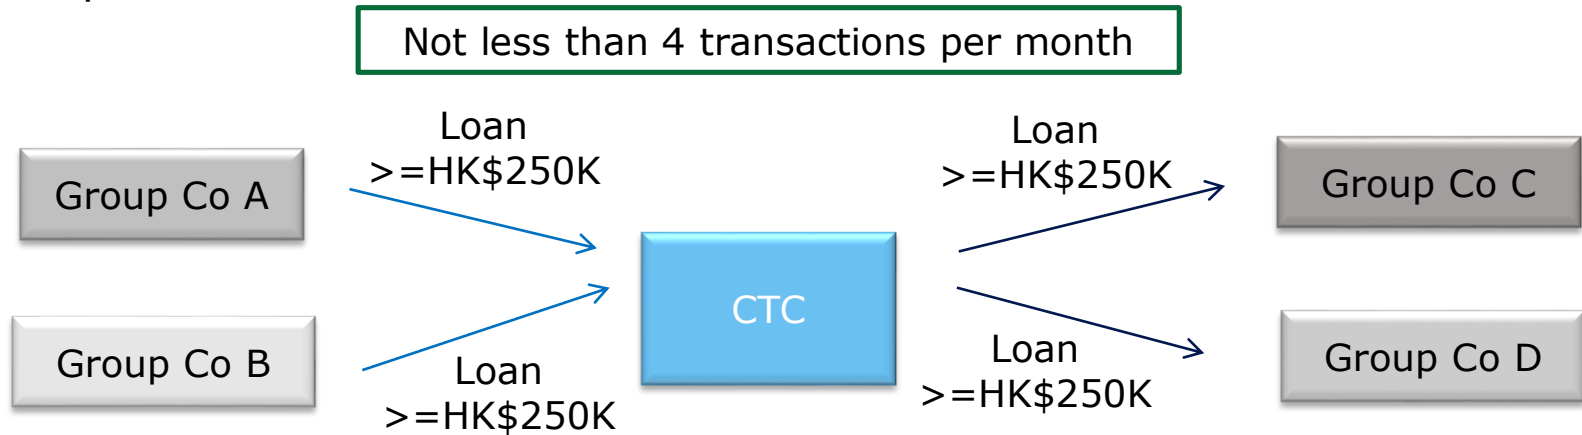 Not less than 4 transactions per month
Loan
>=HK$250K
Loan
>=HK$250K
Group Co A
Group Co C
CTC
Group Co B
Group Co D
Loan
>=HK$250K
Loan
>=HK$250K